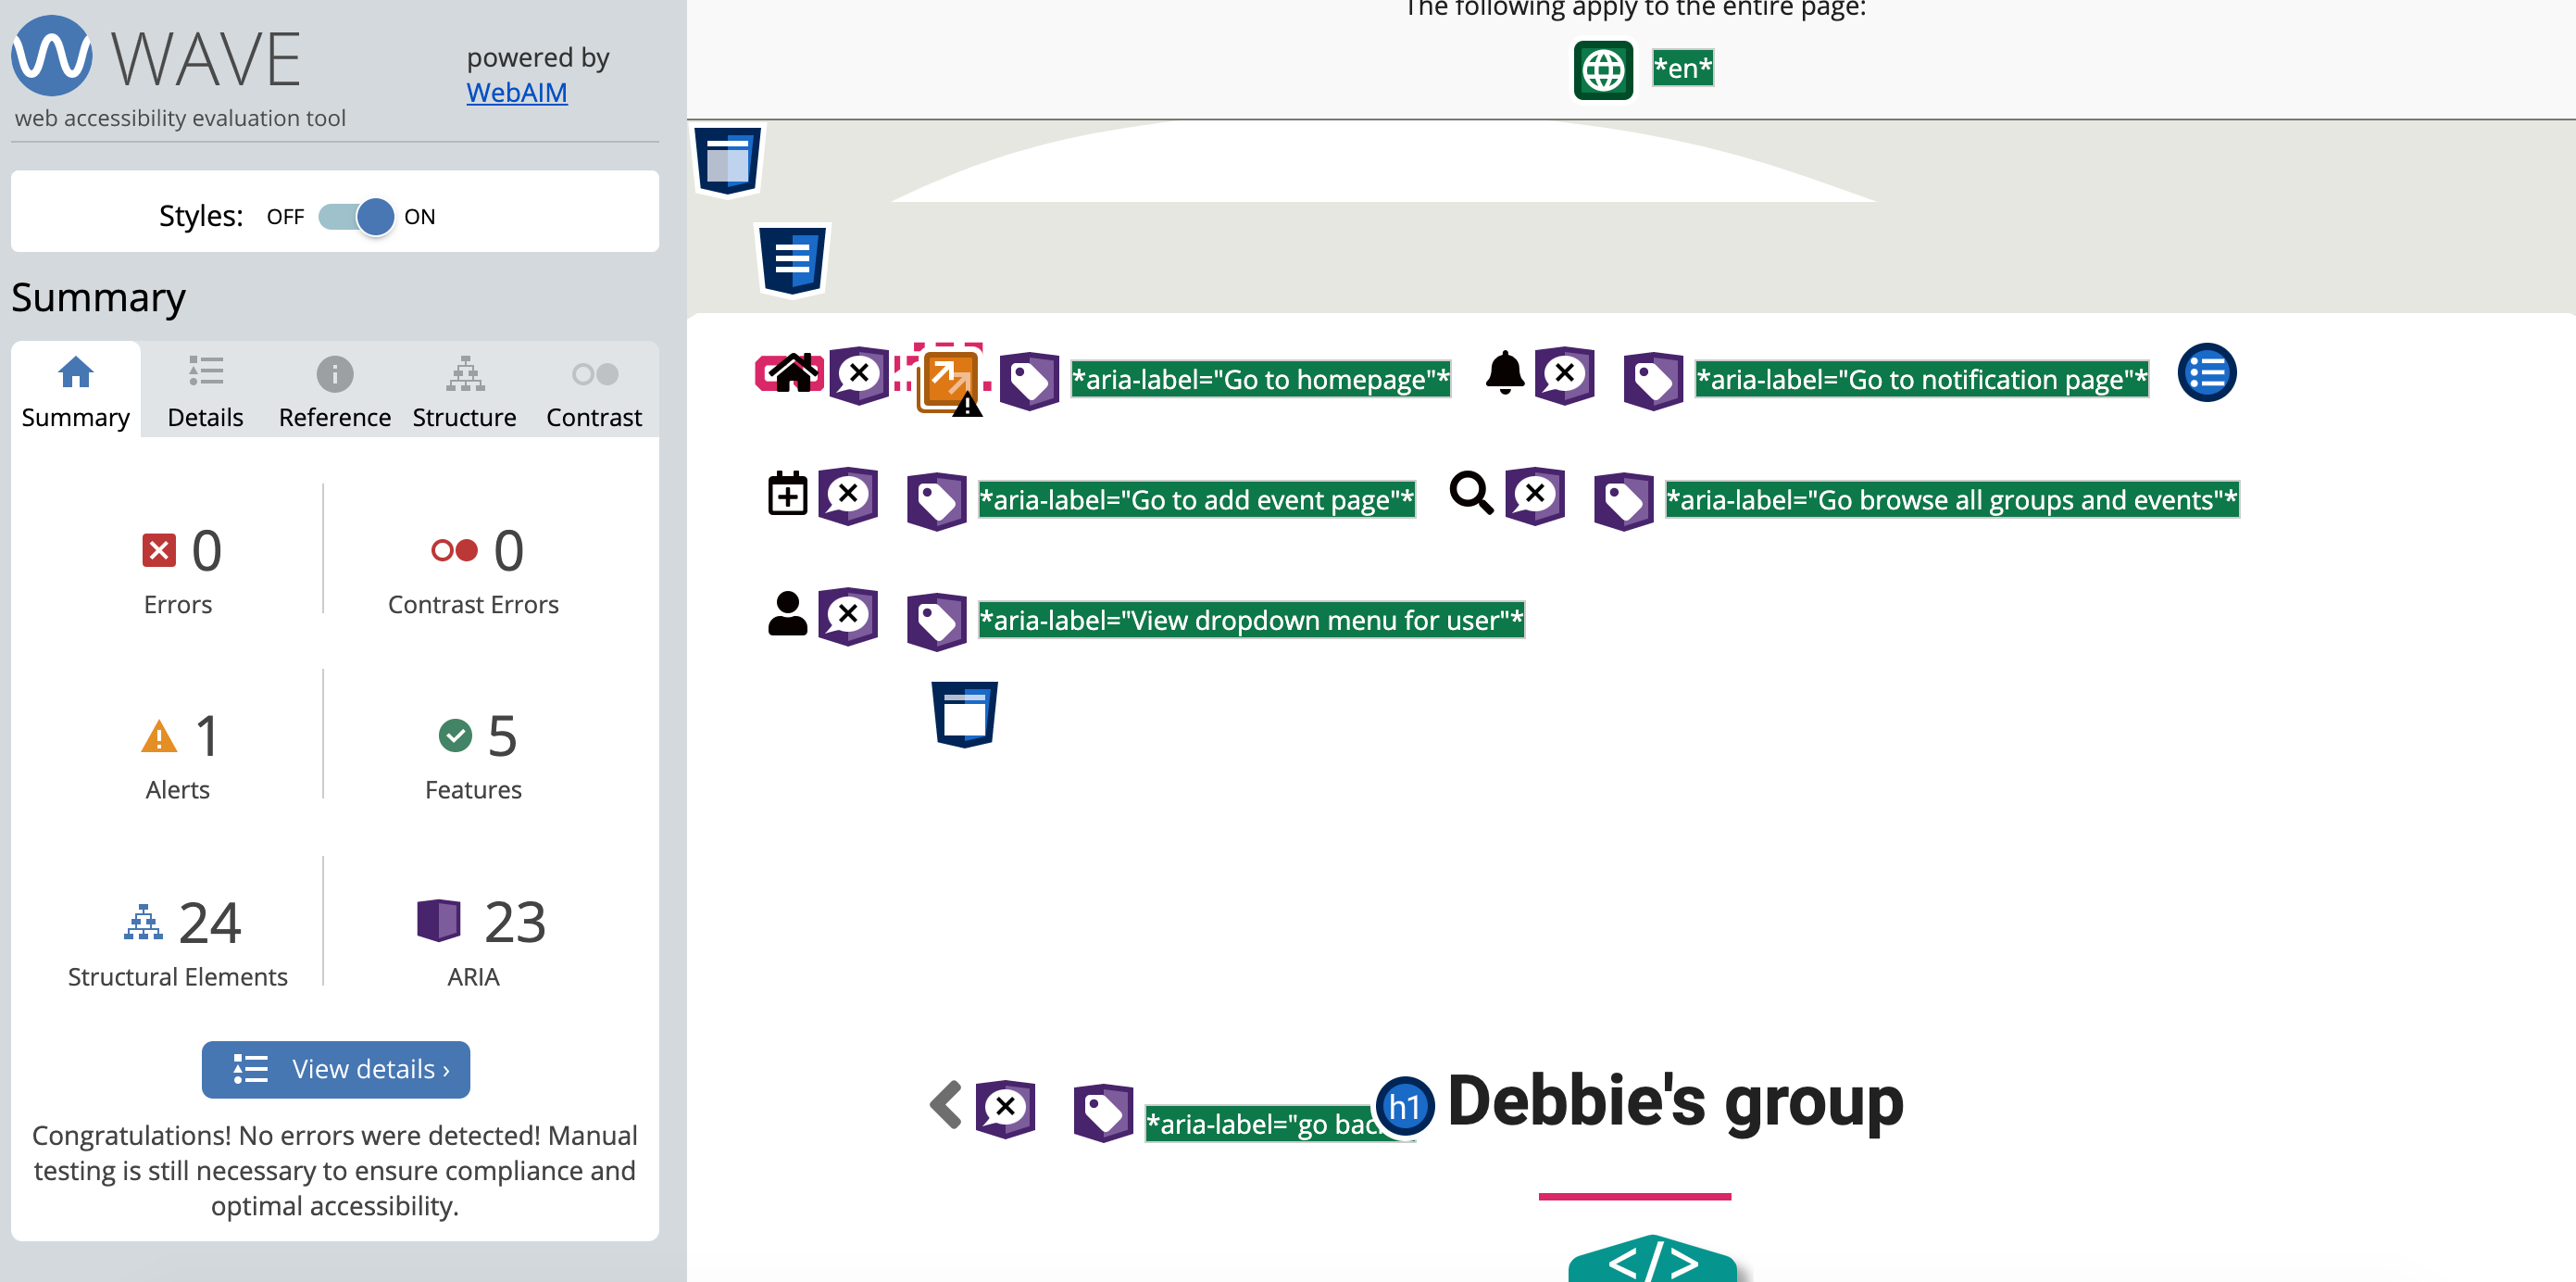 The following apply to the entire page:
*en*
WAVE
powered by
WebAIM
web accessibility evaluation tool
Styles: OFF ON
Summary
Summary Details Reference Structure Contrast
0 Errors
0 Contrast Errors
1 Alerts
5 Features
24 Structural Elements
23 ARIA
View details ›
Congratulations! No errors were detected! Manual
testing is still necessary to ensure compliance and
optimal accessibility.
*aria-label="Go to homepage"* *aria-label="Go to notification page"*
*aria-label="Go to add event page"* *aria-label="Go browse all groups and events"*
*aria-label="View dropdown menu for user"*
*aria-label="go bac
h1 Debbie's group
</>